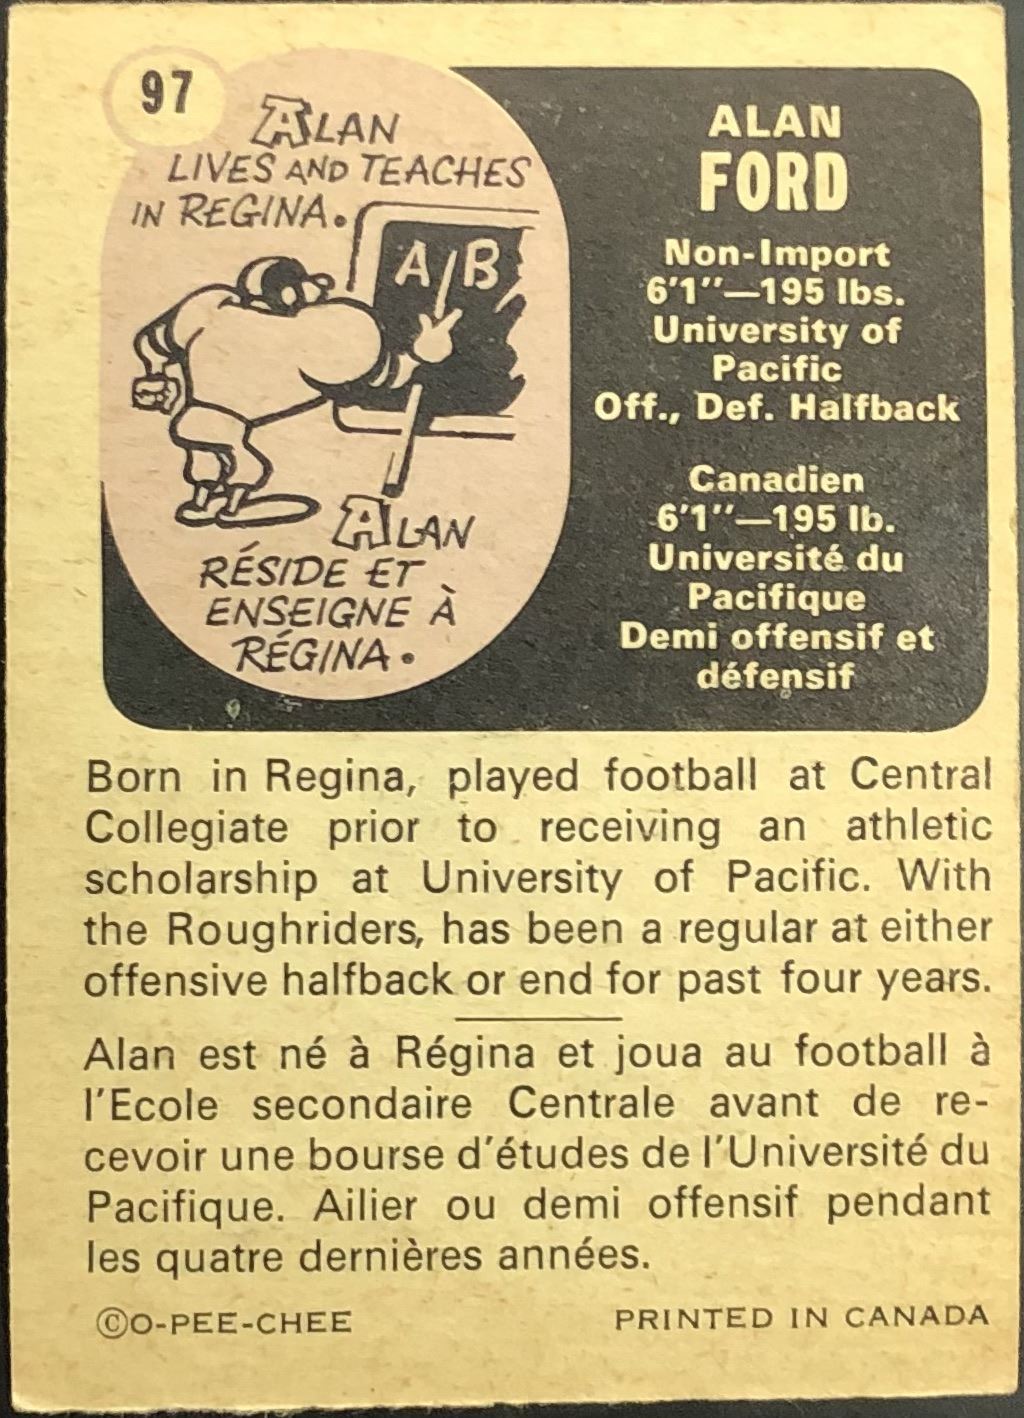 97
ALAN
LIVES AND TEACHES
IN REGINA.
A B
ALAN
RÉSIDE ET
ENSEIGNE À
RÉGINA.
ALAN
FORD
Non-Import
6'1"—195 lbs.
University of
Pacific
Off., Def. Halfback
Canadien
6'1"—195 lb.
Université du
Pacifique
Demi offensif et
défensif
Born in Regina, played football at Central
Collegiate prior to receiving an athletic
scholarship at University of Pacific. With
the Roughriders, has been a regular at either
offensive halfback or end for past four years.
Alan est né à Régina et joua au football à
l'Ecole secondaire Centrale avant de re-
cevoir une bourse d'études de l'Université du
Pacifique. Ailier ou demi offensif pendant
les quatre dernières années.
©O-PEE-CHEE PRINTED IN CANADA